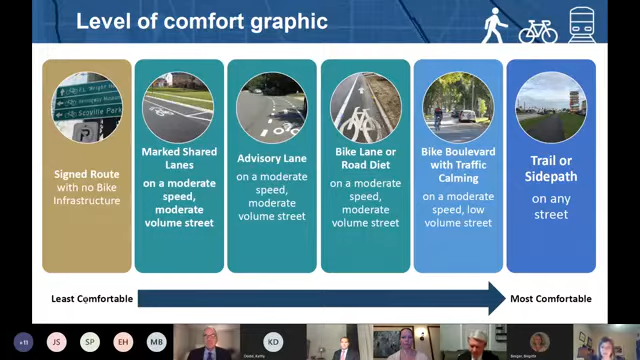 Level of comfort graphic
Scoville Park
Signed Route
with no Bike
Infrastructure
Marked Shared
Lanes
on a moderate
speed,
moderate
volume street
Advisory Lane
on a moderate
speed,
moderate
volume street
Bike Lane or
Road Diet
on a moderate
speed,
moderate
volume street
Bike Boulevard
with Traffic
Calming
on a moderate
speed, low
volume street
Trail or
Sidepath
on any
street
Least Comfortable
Most Comfortable
+11
JS
SP
EH
MB
KD